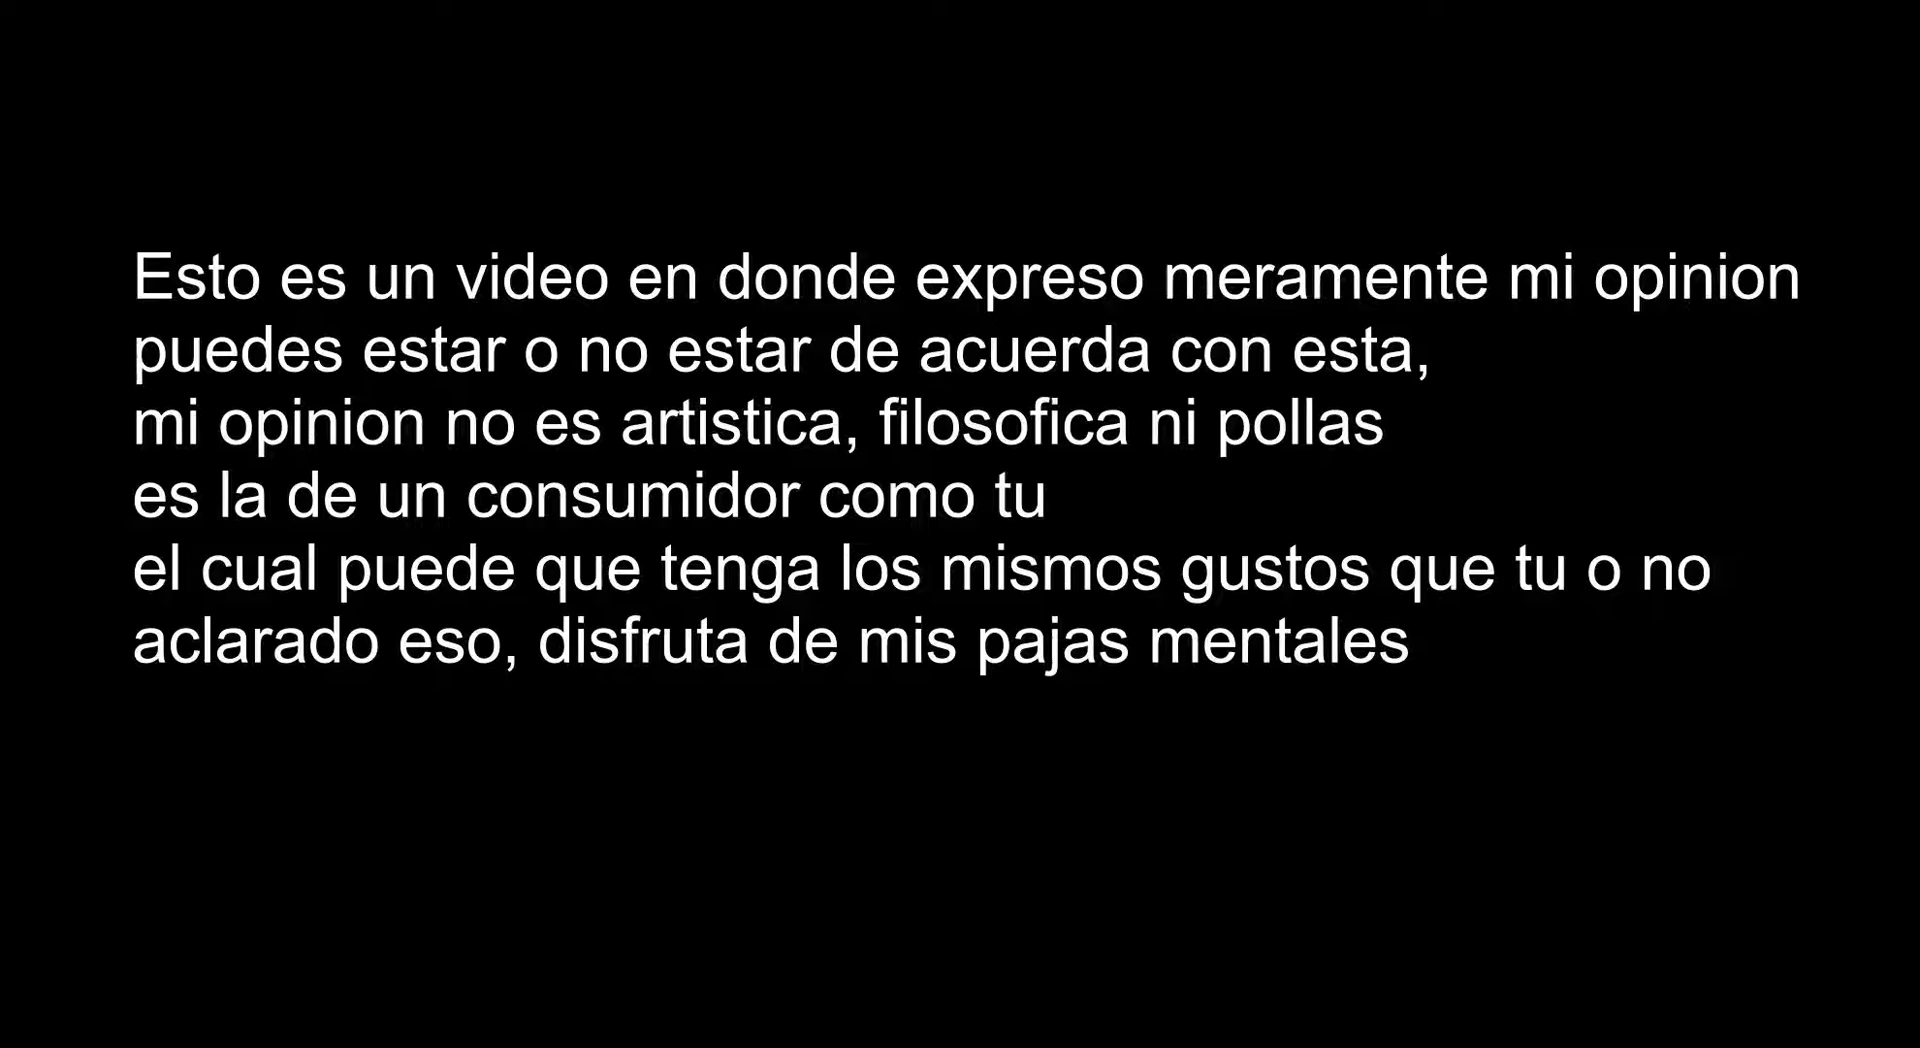 Esto es un video en donde expreso meramente mi opinion
puedes estar o no estar de acuerda con esta,
mi opinion no es artistica, filosofica ni pollas
es la de un consumidor como tu
el cual puede que tenga los mismos gustos que tu o no
aclarado eso, disfruta de mis pajas mentales